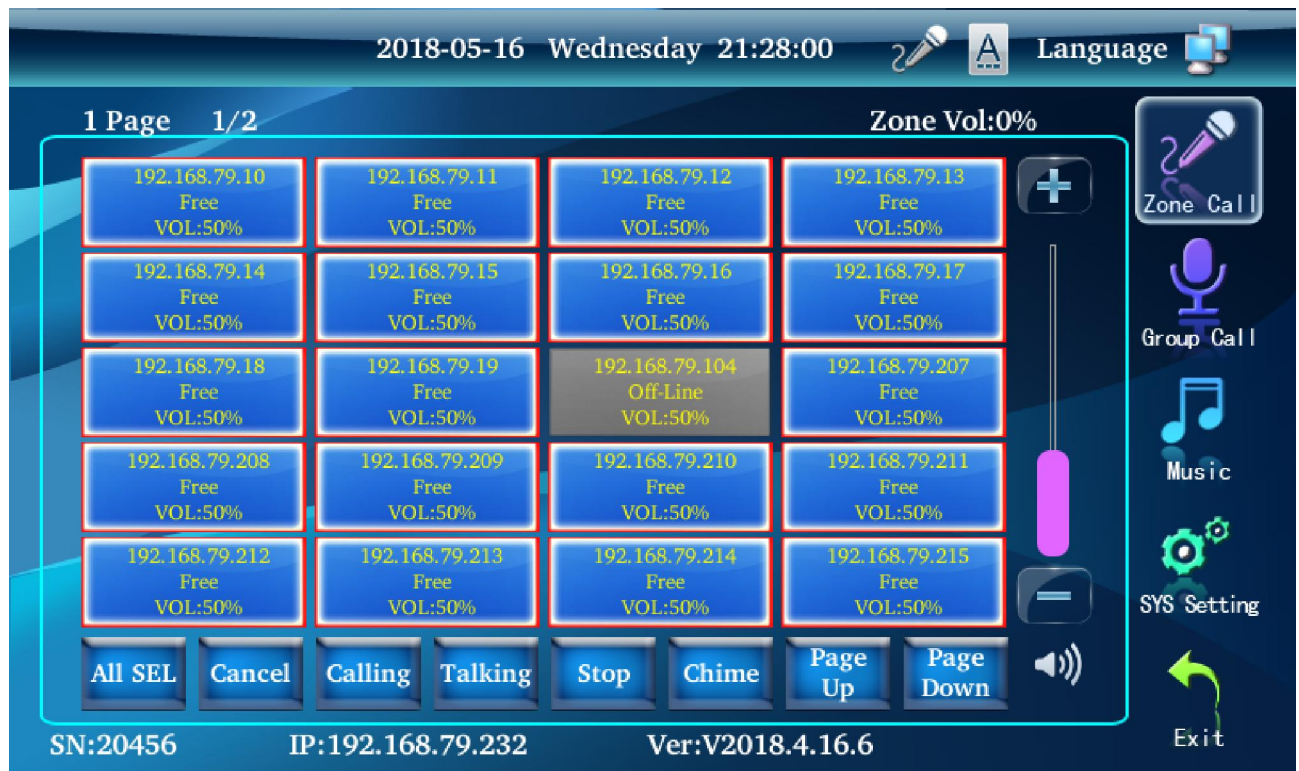 2018-05-16 Wednesday 21:28:00 A Language
1 Page 1/2 Zone Vol:0%
192.168.79.10 192.168.79.11 192.168.79.12 192.168.79.13
Free Free Free Free
VOL:50% VOL:50% VOL:50% VOL:50%
192.168.79.14 192.168.79.15 192.168.79.16 192.168.79.17
Free Free Free Free
VOL:50% VOL:50% VOL:50% VOL:50%
192.168.79.18 192.168.79.19 192.168.79.104 192.168.79.207
Free Free Off-Line Free
VOL:50% VOL:50% VOL:50% VOL:50%
192.168.79.208 192.168.79.209 192.168.79.210 192.168.79.211
Free Free Free Free
VOL:50% VOL:50% VOL:50% VOL:50%
192.168.79.212 192.168.79.213 192.168.79.214 192.168.79.215
Free Free Free Free
VOL:50% VOL:50% VOL:50% VOL:50%
All SEL Cancel Calling Talking Stop Chime Page Up Page Down
Zone Call
Group Call
Music
SYS Setting
Exit
SN:20456 IP:192.168.79.232 Ver:V2018.4.16.6